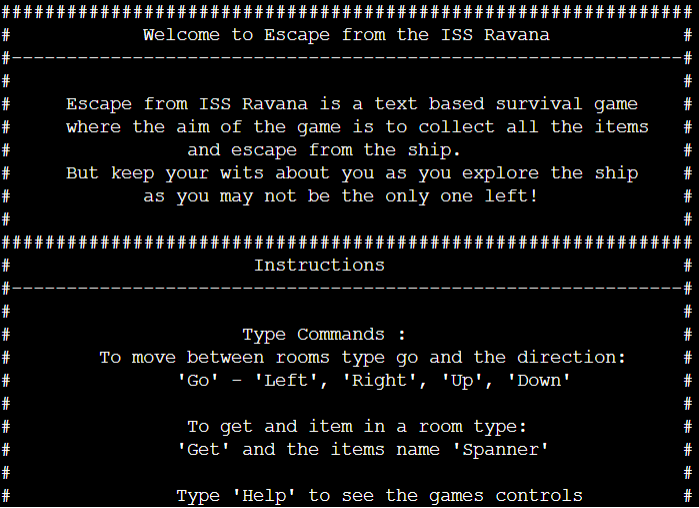 ###############################################################
# Welcome to Escape from the ISS Ravana #
#-------------------------------------------------------------#
# #
# Escape from ISS Ravana is a text based survival game #
# where the aim of the game is to collect all the items #
# and escape from the ship. #
# But keep your wits about you as you explore the ship #
# as you may not be the only one left! #
# #
###############################################################
# Instructions #
#-------------------------------------------------------------#
# #
# Type Commands : #
# To move between rooms type go and the direction: #
# 'Go' - 'Left', 'Right', 'Up', 'Down' #
# #
# To get and item in a room type: #
# 'Get' and the items name 'Spanner' #
# #
# Type 'Help' to see the games controls #